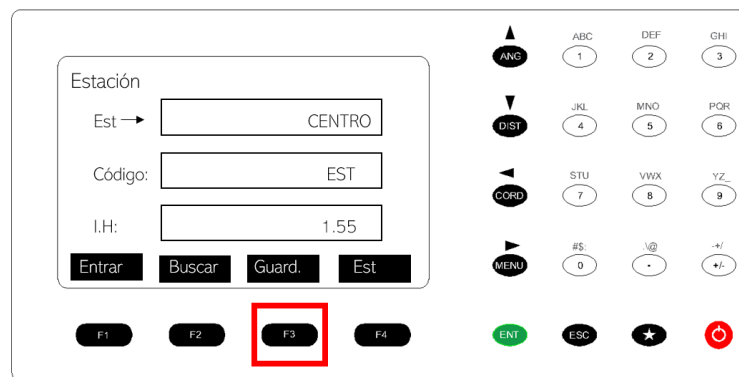 Estación
Est CENTRO
Código: EST
I.H: 1.55
Entrar Buscar Guard. Est
F1 F2 F3 F4
ANG ABC 1 DEF 2 GHI 3
DIST JKL 4 MNO 5 PQR 6
CORD STU 7 VWX 8 YZ_ 9
MENU #$: 0 .\@ . -+/ +/-
ENT ESC